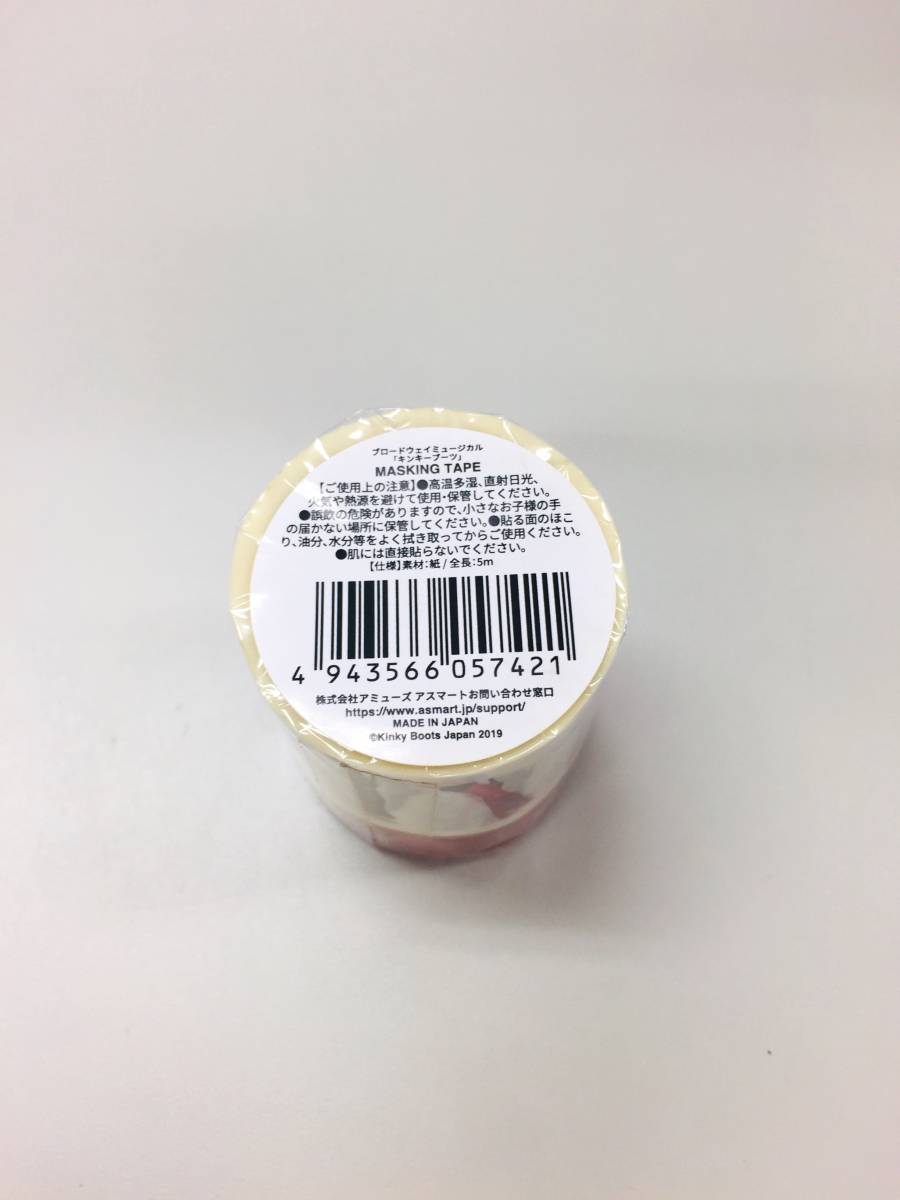 ブロードウェイミュージカル
「キンキーブーツ」
MASKING TAPE
【ご使用上の注意】●高温多湿、直射日光、
火気や熱源を避けて使用・保管してください。
●誤飲の危険がありますので、小さなお子様の手
の届かない場所に保管してください。●貼る面のほこ
り、油分、水分等をよく拭き取ってからご使用ください。
●肌には直接貼らないでください。
【仕様】素材:紙 / 全長:5m
4 943566 057421
株式会社アミューズ アスマートお問い合わせ窓口
https://www.asmart.jp/support/
MADE IN JAPAN
©Kinky Boots Japan 2019